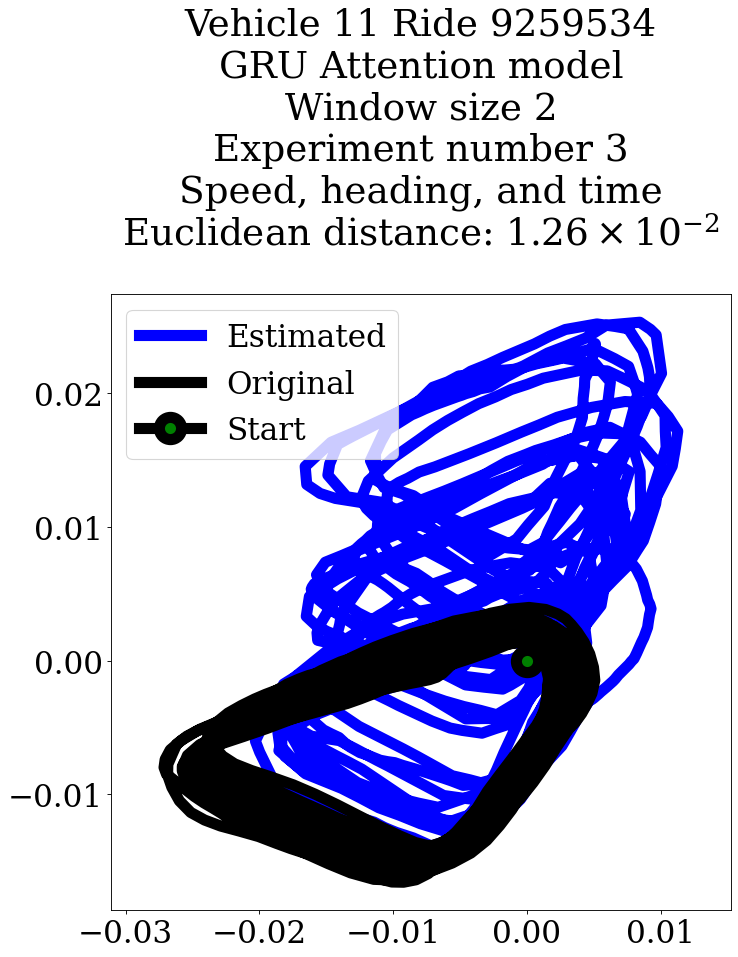 Vehicle 11 Ride 9259534
GRU Attention model
Window size 2
Experiment number 3
Speed, heading, and time
Euclidean distance: 1.26 × 10⁻²
Estimated
Original
Start
0.02
0.01
0.00
−0.01
−0.03 −0.02 −0.01 0.00 0.01